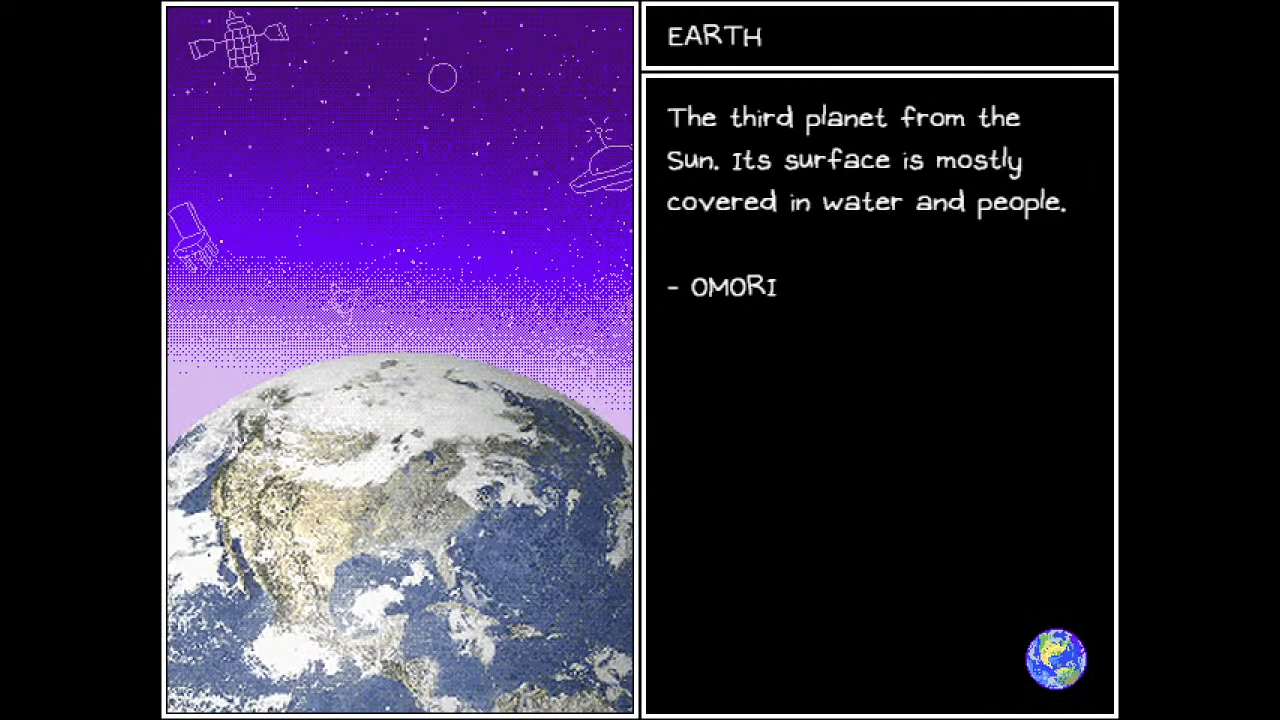 EARTH
The third planet from the
Sun. Its surface is mostly
covered in water and people.
- OMORI